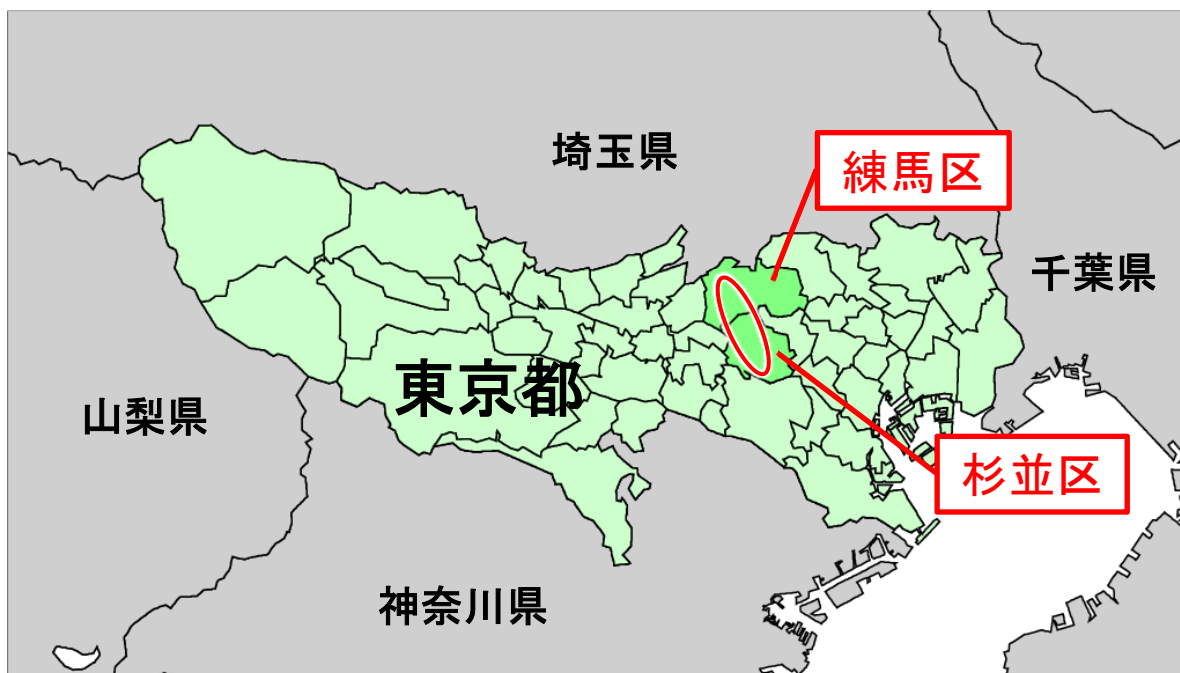 埼玉県
練馬区
千葉県
東京都
山梨県
杉並区
神奈川県